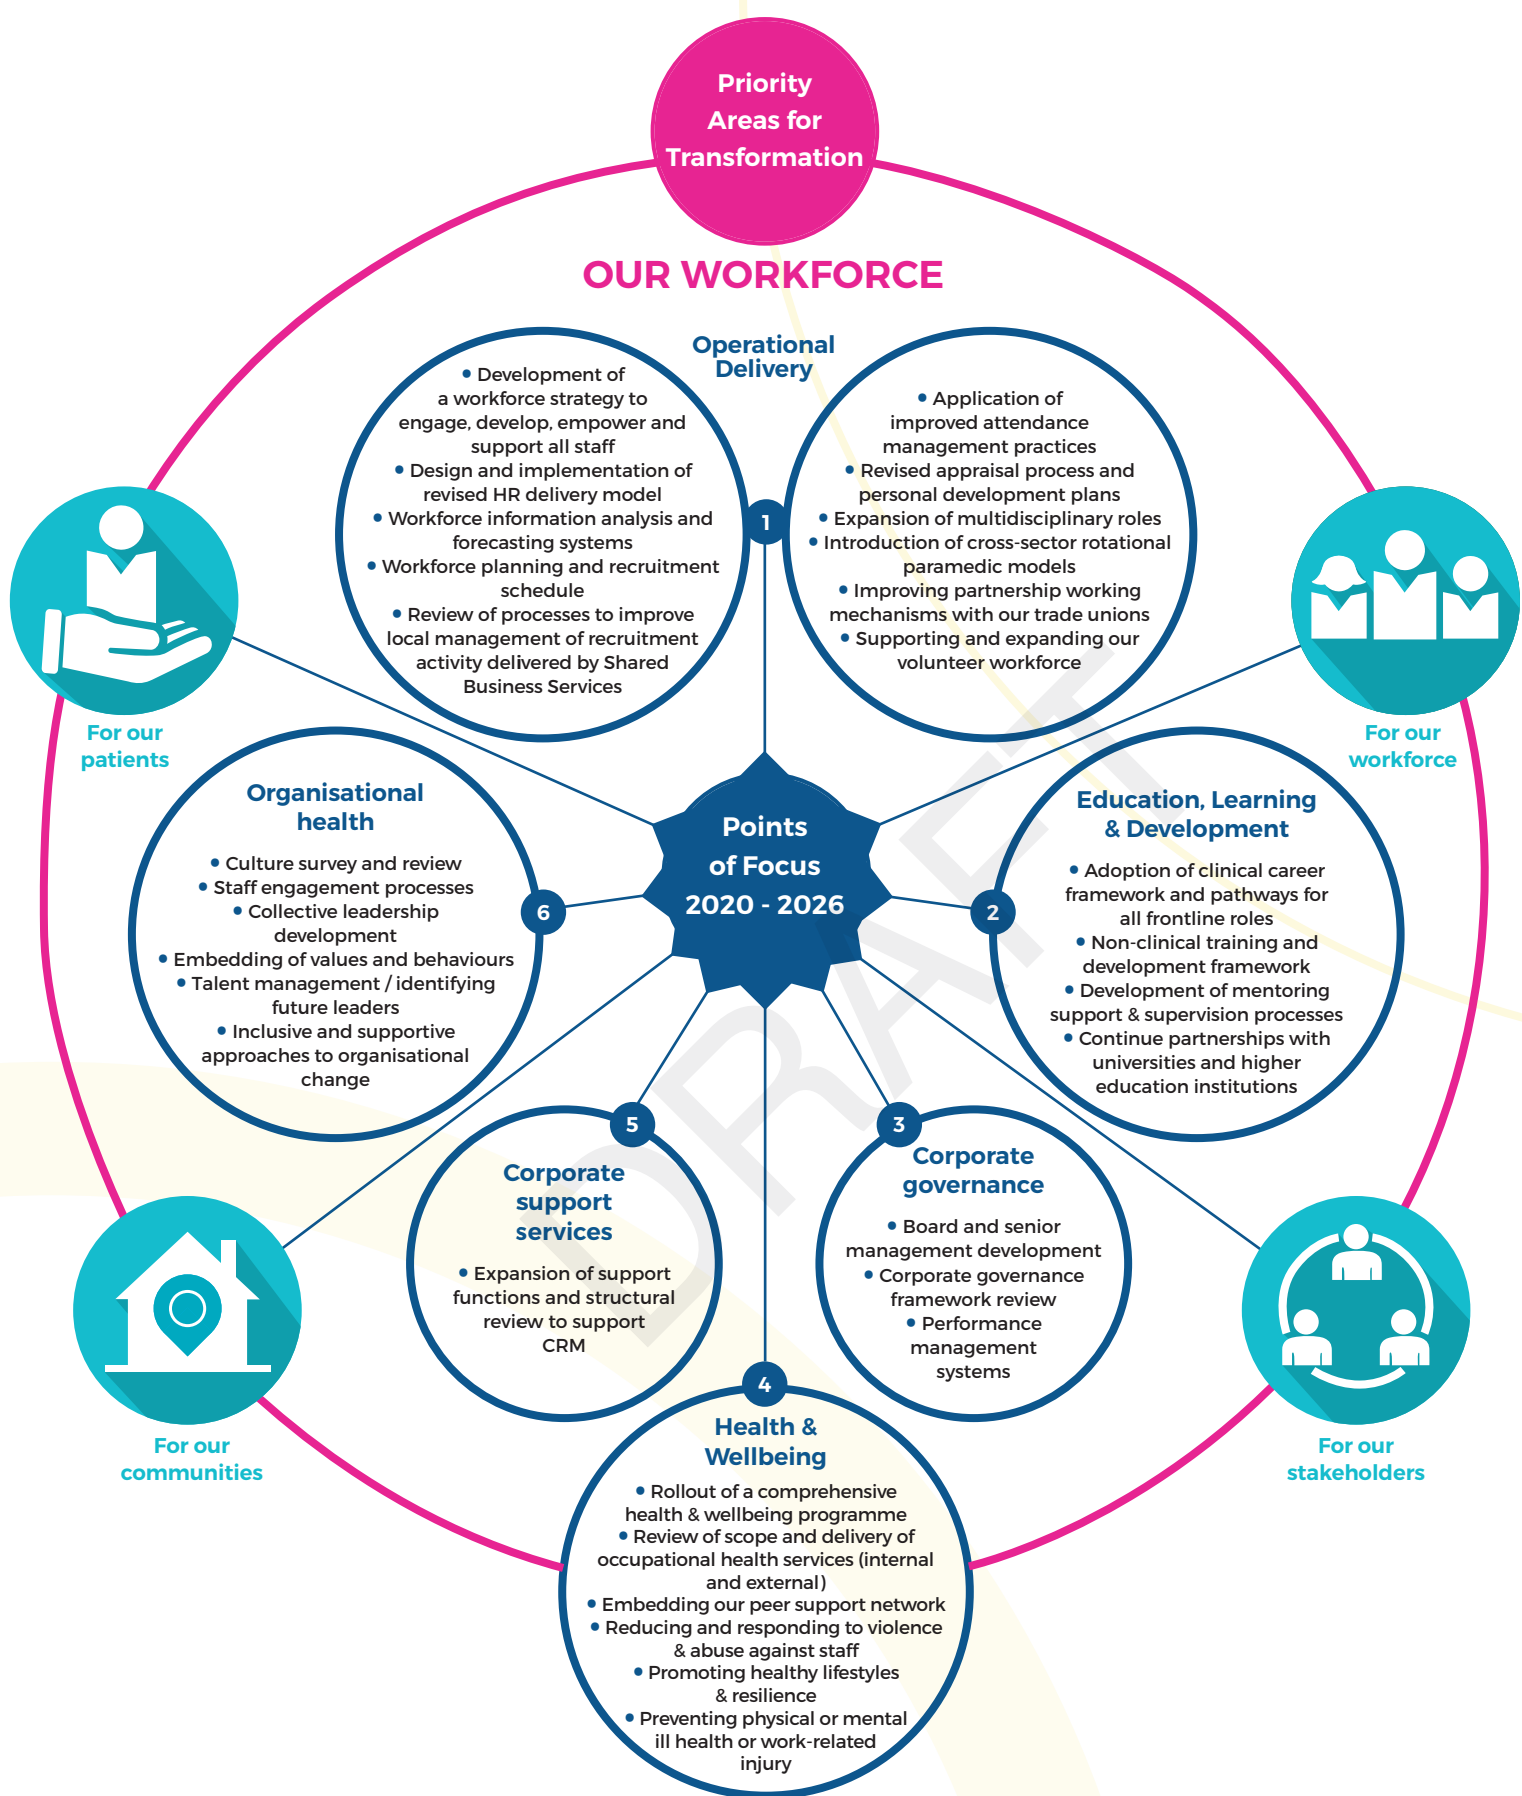 Priority
Areas for
Transformation
OUR WORKFORCE
Operational
Delivery
• Development of
a workforce strategy to
engage, develop, empower and
support all staff
• Design and implementation of
revised HR delivery model
• Workforce information analysis and
forecasting systems
• Workforce planning and recruitment
schedule
• Review of processes to improve
local management of recruitment
activity delivered by Shared
Business Services
1
• Application of
improved attendance
management practices
• Revised appraisal process and
personal development plans
• Expansion of multidisciplinary roles
• Introduction of cross-sector rotational
paramedic models
• Improving partnership working
mechanisms with our trade unions
• Supporting and expanding our
volunteer workforce
For our
patients
For our
workforce
Points
of Focus
2020 - 2026
2
Education, Learning
& Development
• Adoption of clinical career
framework and pathways for
all frontline roles
• Non-clinical training and
development framework
• Development of mentoring
support & supervision processes
• Continue partnerships with
universities and higher
education institutions
3
Corporate
governance
• Board and senior
management development
• Corporate governance
framework review
• Performance
management
systems
4
Health &
Wellbeing
• Rollout of a comprehensive
health & wellbeing programme
• Review of scope and delivery of
occupational health services (internal
and external)
• Embedding our peer support network
• Reducing and responding to violence
& abuse against staff
• Promoting healthy lifestyles
& resilience
• Preventing physical or mental
ill health or work-related
injury
5
Corporate
support
services
• Expansion of support
functions and structural
review to support
CRM
6
Organisational
health
• Culture survey and review
• Staff engagement processes
• Collective leadership
development
• Embedding of values and behaviours
• Talent management / identifying
future leaders
• Inclusive and supportive
approaches to organisational
change
For our
communities
For our
stakeholders
DRAFT